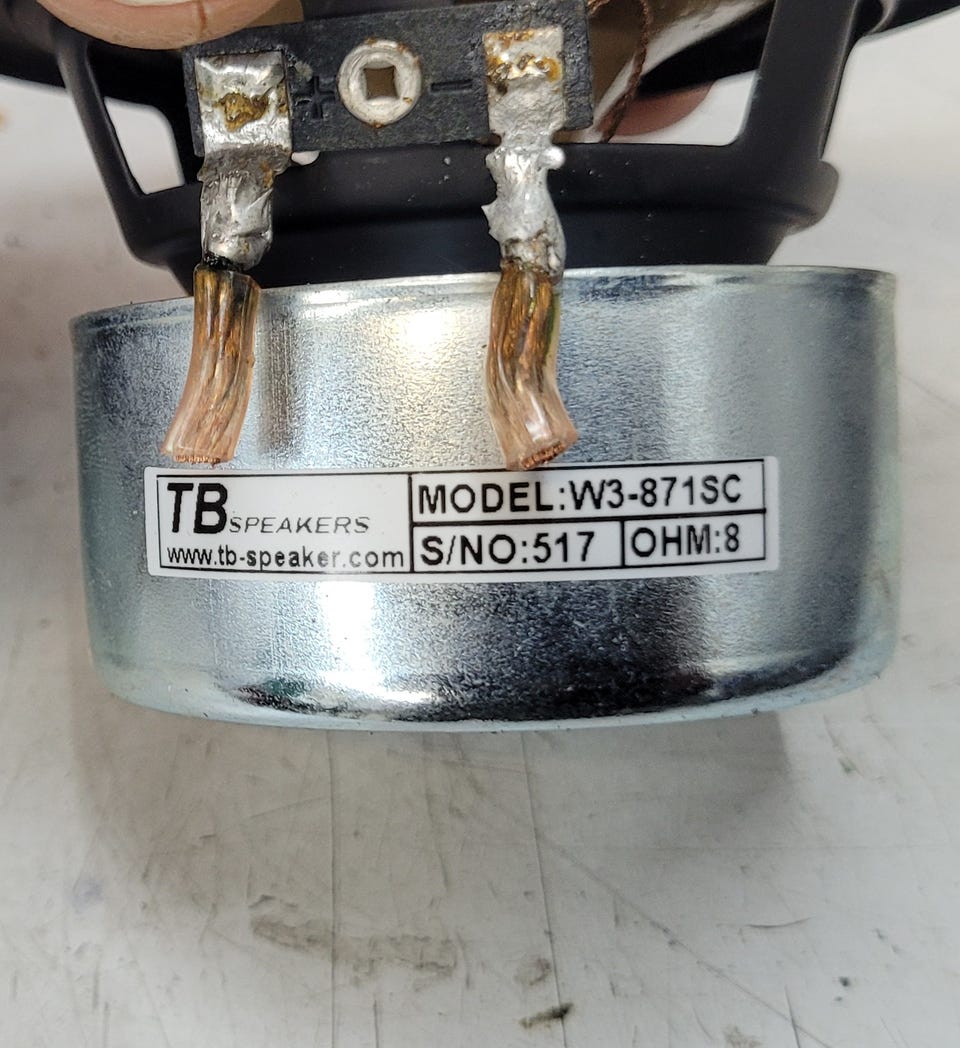 + -
TB SPEAKERS
www.tb-speaker.com
MODEL:W3-871SC
S/NO:517
OHM:8